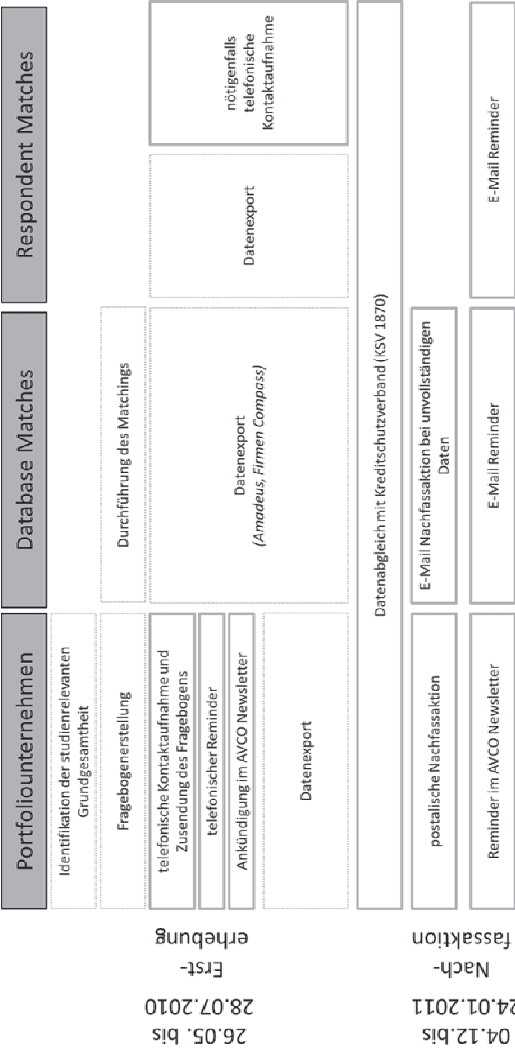 Portfoliounternehmen
Database Matches
Respondent Matches
Identifikation der studienrelevanten
Grundgesamtheit
Fragebogenerstellung
Durchführung des Matchings
26.05. bis
28.07.2010
Erst-
erhebung
telefonische Kontaktaufnahme und
Zusendung des Fragebogens
telefonischer Reminder
Ankündigung im AVCO Newsletter
Datenexport
Datenexport
(Amadeus, Firmen Compass)
Datenexport
nötigenfalls
telefonische
Kontaktaufnahme
Datenabgleich mit Kreditschutzverband (KSV 1870)
04.12.bis
24.01.2011
Nach-
fassaktion
postalische Nachfassaktion
E-Mail Nachfassaktion bei unvollständigen
Daten
Reminder im AVCO Newsletter
E-Mail Reminder
E-Mail Reminder